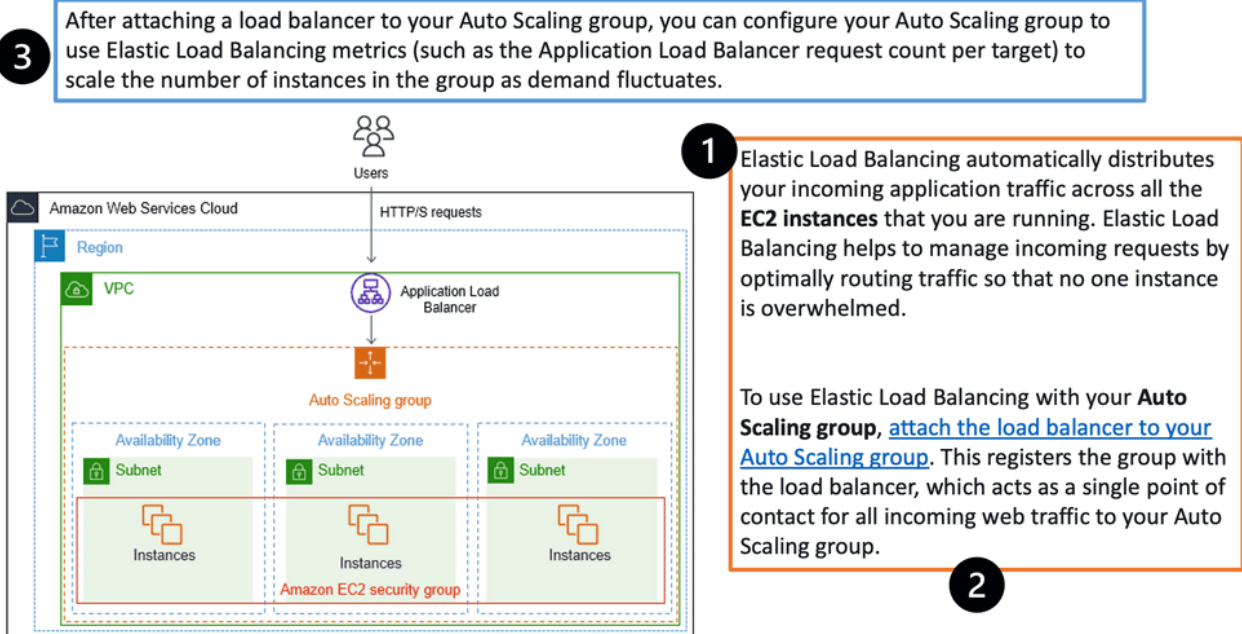 After attaching a load balancer to your Auto Scaling group, you can configure your Auto Scaling group to
3
use Elastic Load Balancing metrics (such as the Application Load Balancer request count per target) to
scale the number of instances in the group as demand fluctuates.
Users
HTTP/S requests
Amazon Web Services Cloud
Region
VPC
Application Load
Balancer
Auto Scaling group
Availability Zone
Availability Zone
Availability Zone
Subnet
Subnet
Subnet
Instances
Instances
Instances
Amazon EC2 security group
1
Elastic Load Balancing automatically distributes
your incoming application traffic across all the
EC2 instances that you are running. Elastic Load
Balancing helps to manage incoming requests by
optimally routing traffic so that no one instance
is overwhelmed.
To use Elastic Load Balancing with your Auto
Scaling group, attach the load balancer to your
Auto Scaling group. This registers the group with
the load balancer, which acts as a single point of
contact for all incoming web traffic to your Auto
Scaling group.
2